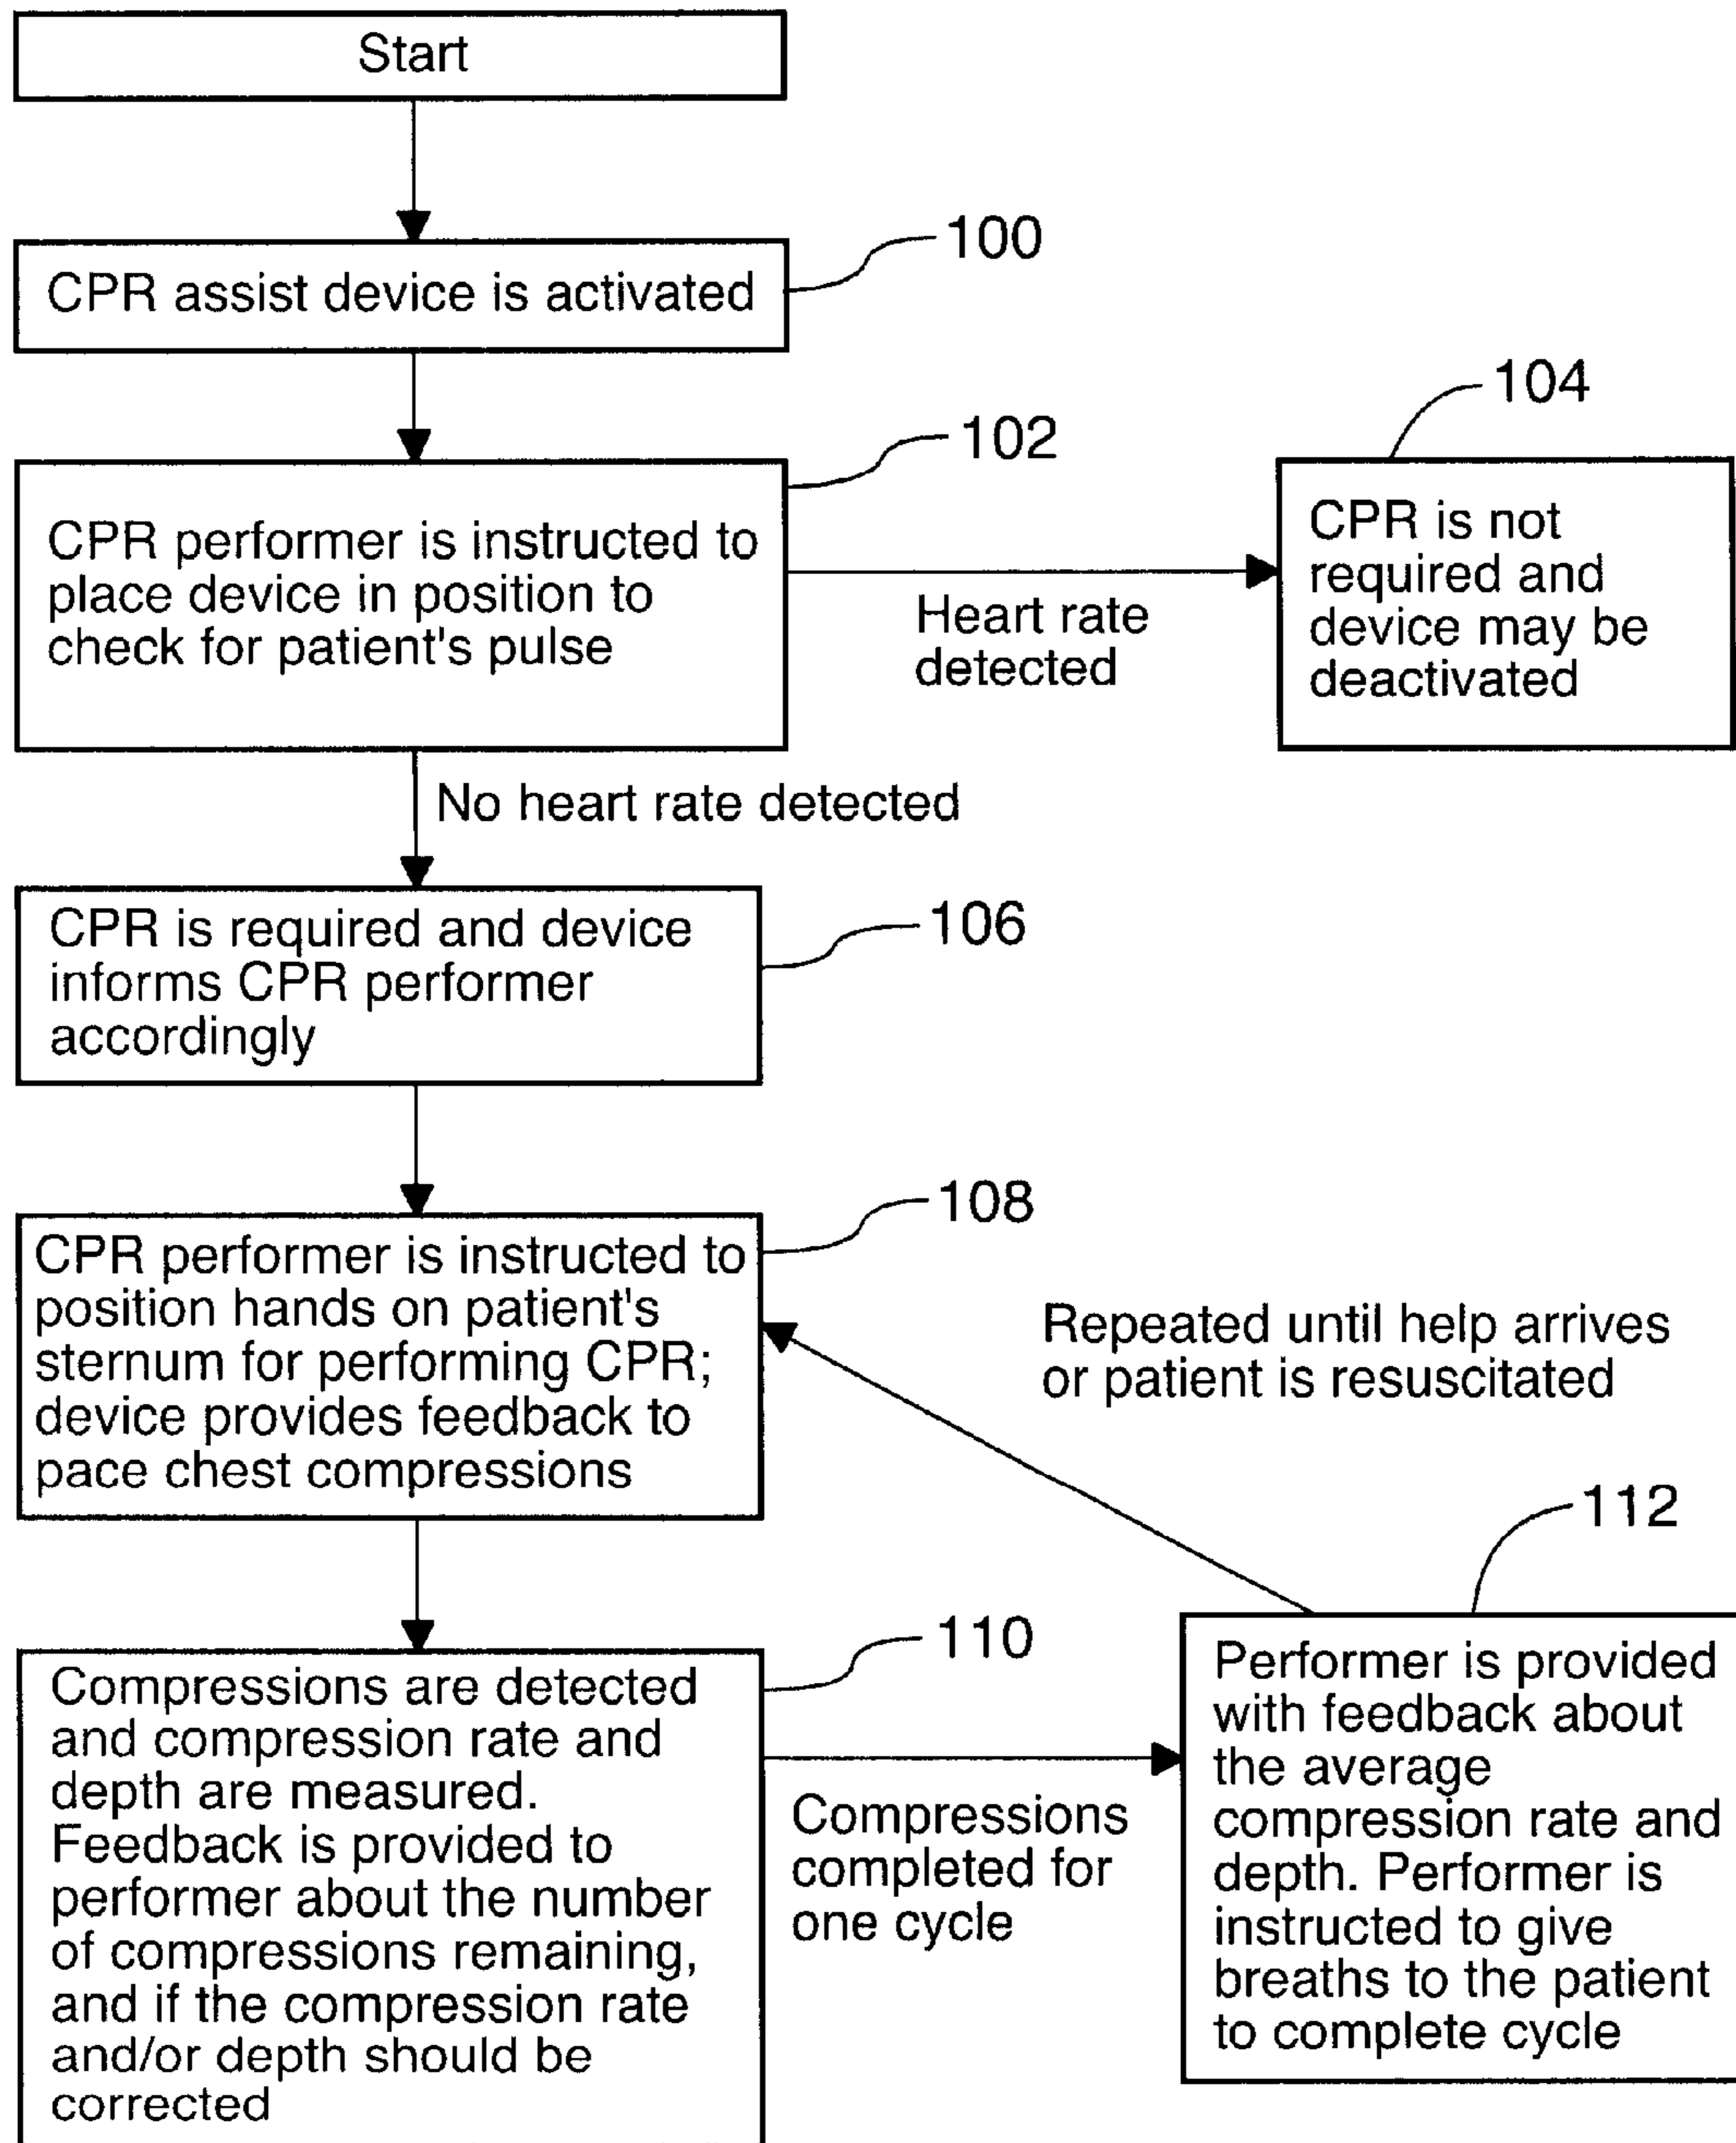 Start
100
CPR assist device is activated
104
102
CPR performer is instructed to
place device in position to
check for patient's pulse
Heart rate
detected
CPR is not
required and
device may be
deactivated
No heart rate detected
106
CPR is required and device
informs CPR performer
accordingly
108
CPR performer is instructed to
position hands on patient's
sternum for performing CPR;
device provides feedback to
pace chest compressions
Repeated until help arrives
or patient is resuscitated
112
110
Compressions are detected
and compression rate and
depth are measured.
Feedback is provided to
performer about the number
of compressions remaining,
and if the compression rate
and/or depth should be
corrected
Compressions
completed for
one cycle
Performer is provided
with feedback about
the average
compression rate and
depth. Performer is
instructed to give
breaths to the patient
to complete cycle